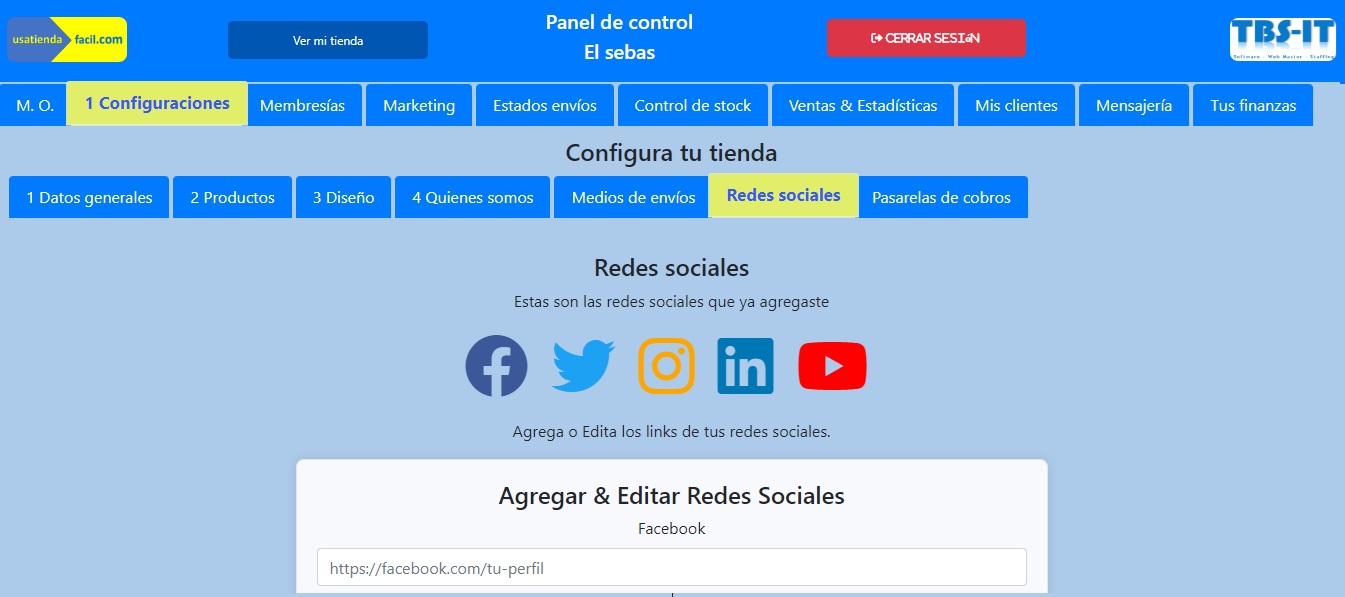 usatienda facil.com
Ver mi tienda
Panel de control
El sebas
CERRAR SESIóN
TBS-IT
Software - Web Master - Staffing
M. O.
1 Configuraciones
Membresías
Marketing
Estados envíos
Control de stock
Ventas & Estadísticas
Mis clientes
Mensajería
Tus finanzas
Configura tu tienda
1 Datos generales
2 Productos
3 Diseño
4 Quienes somos
Medios de envíos
Redes sociales
Pasarelas de cobros
Redes sociales
Estas son las redes sociales que ya agregaste
in
Agrega o Edita los links de tus redes sociales.
Agregar & Editar Redes Sociales
Facebook
https://facebook.com/tu-perfil